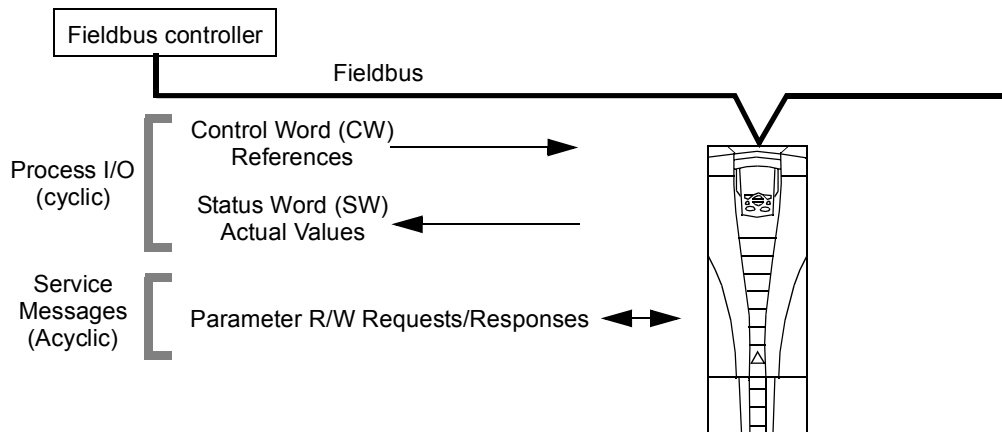 Fieldbus controller
Fieldbus
Process I/O
(cyclic)
Control Word (CW)
References
Status Word (SW)
Actual Values
Service
Messages
(Acyclic)
Parameter R/W Requests/Responses